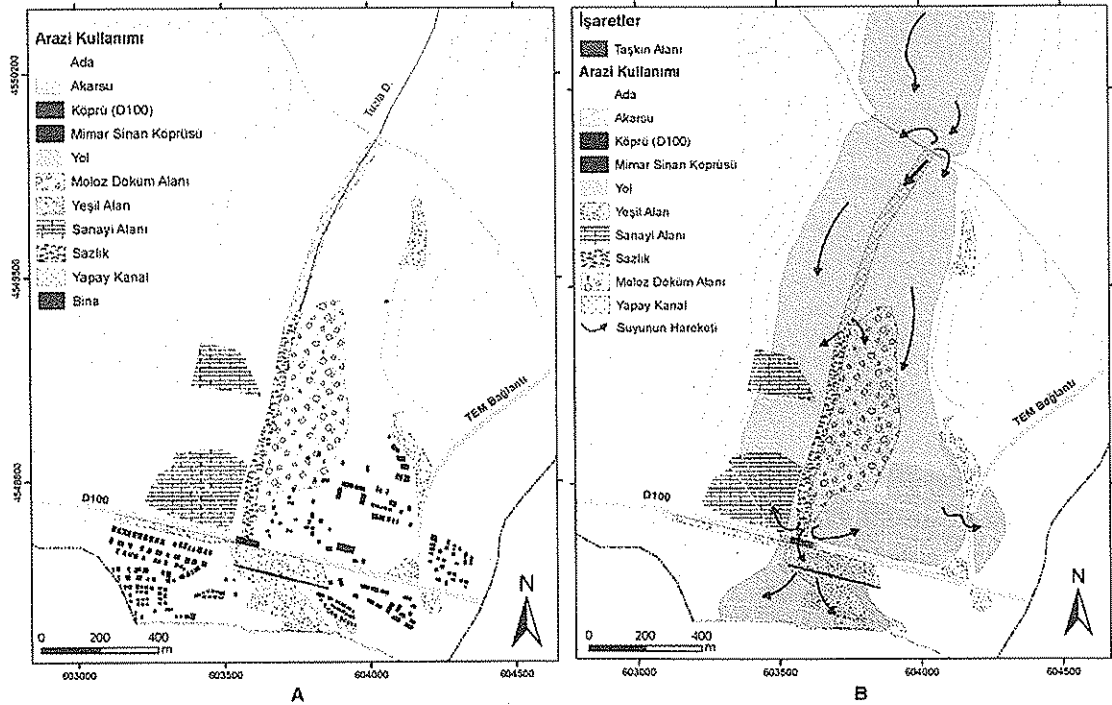 Arazi Kullanımı
Ada
Akarsu
Köprü (D100)
Mimar Sinan Köprüsü
Yol
Moloz Döküm Alanı
Yeşil Alan
Sanayi Alanı
Sazlık
Yapay Kanal
Bina
Tuzla D.
TEM Bağlantı
D100
N
0 200 400
m
4550200
4549500
4548800
603000 603500 604000 604500
A
İşaretler
Taşkın Alanı
Arazi Kullanımı
Ada
Akarsu
Köprü (D100)
Mimar Sinan Köprüsü
Yol
Yeşil Alan
Sanayi Alanı
Sazlık
Moloz Döküm Alanı
Yapay Kanal
Suyunun Hareketi
TEM Bağlantı
D100
N
0 200 400
m
603000 603500 604000 604500
B